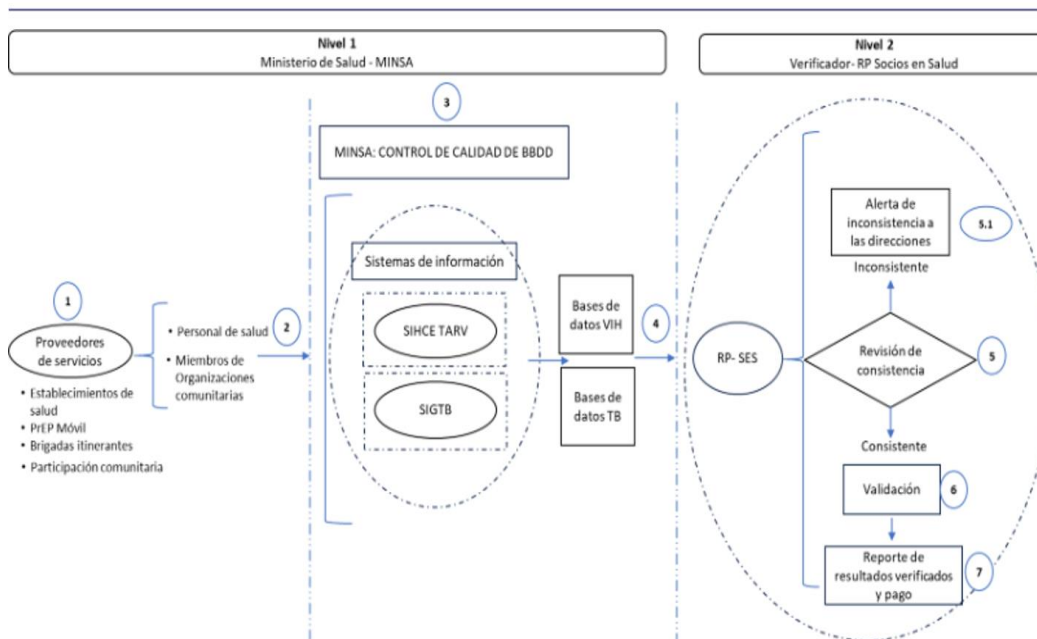 Nivel 1
Ministerio de Salud - MINSA
Nivel 2
Verificador- RP Socios en Salud
3
MINSA: CONTROL DE CALIDAD DE BBDD
Sistemas de información
SIHCE TARV
SIGTB
1
Proveedores
de servicios
• Establecimientos de
salud
• PrEP Móvil
• Brigadas itinerantes
• Participación comunitaria
• Personal de salud
2
• Miembros de
Organizaciones
comunitarias
Bases de
datos VIH
4
Bases de
datos TB
RP- SES
Alerta de
inconsistencia a
las direcciones
5.1
Inconsistente
Revisión de
consistencia
5
Consistente
Validación
6
Reporte de
resultados verificados
y pago
7